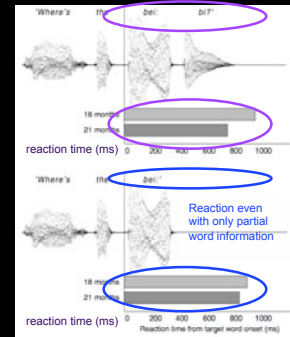 'Where's the bei: bi?'
18 months
21 months
reaction time (ms)
0 200 400 600 800 1000
'Where's the bei:'
Reaction even
with only partial
word information
18 months
21 months
reaction time (ms)
0 200 400 600 800 1000
Reaction time from target word onset (ms)